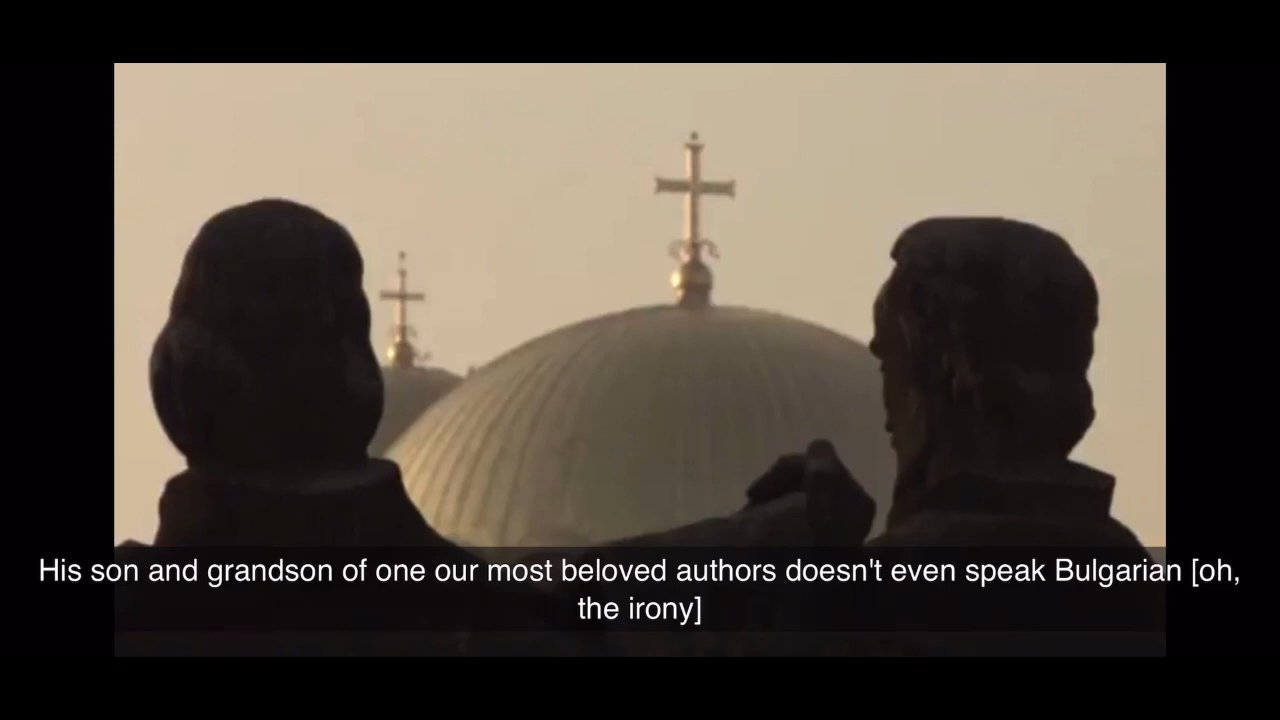 His son and grandson of one our most beloved authors doesn't even speak Bulgarian [oh,
the irony]